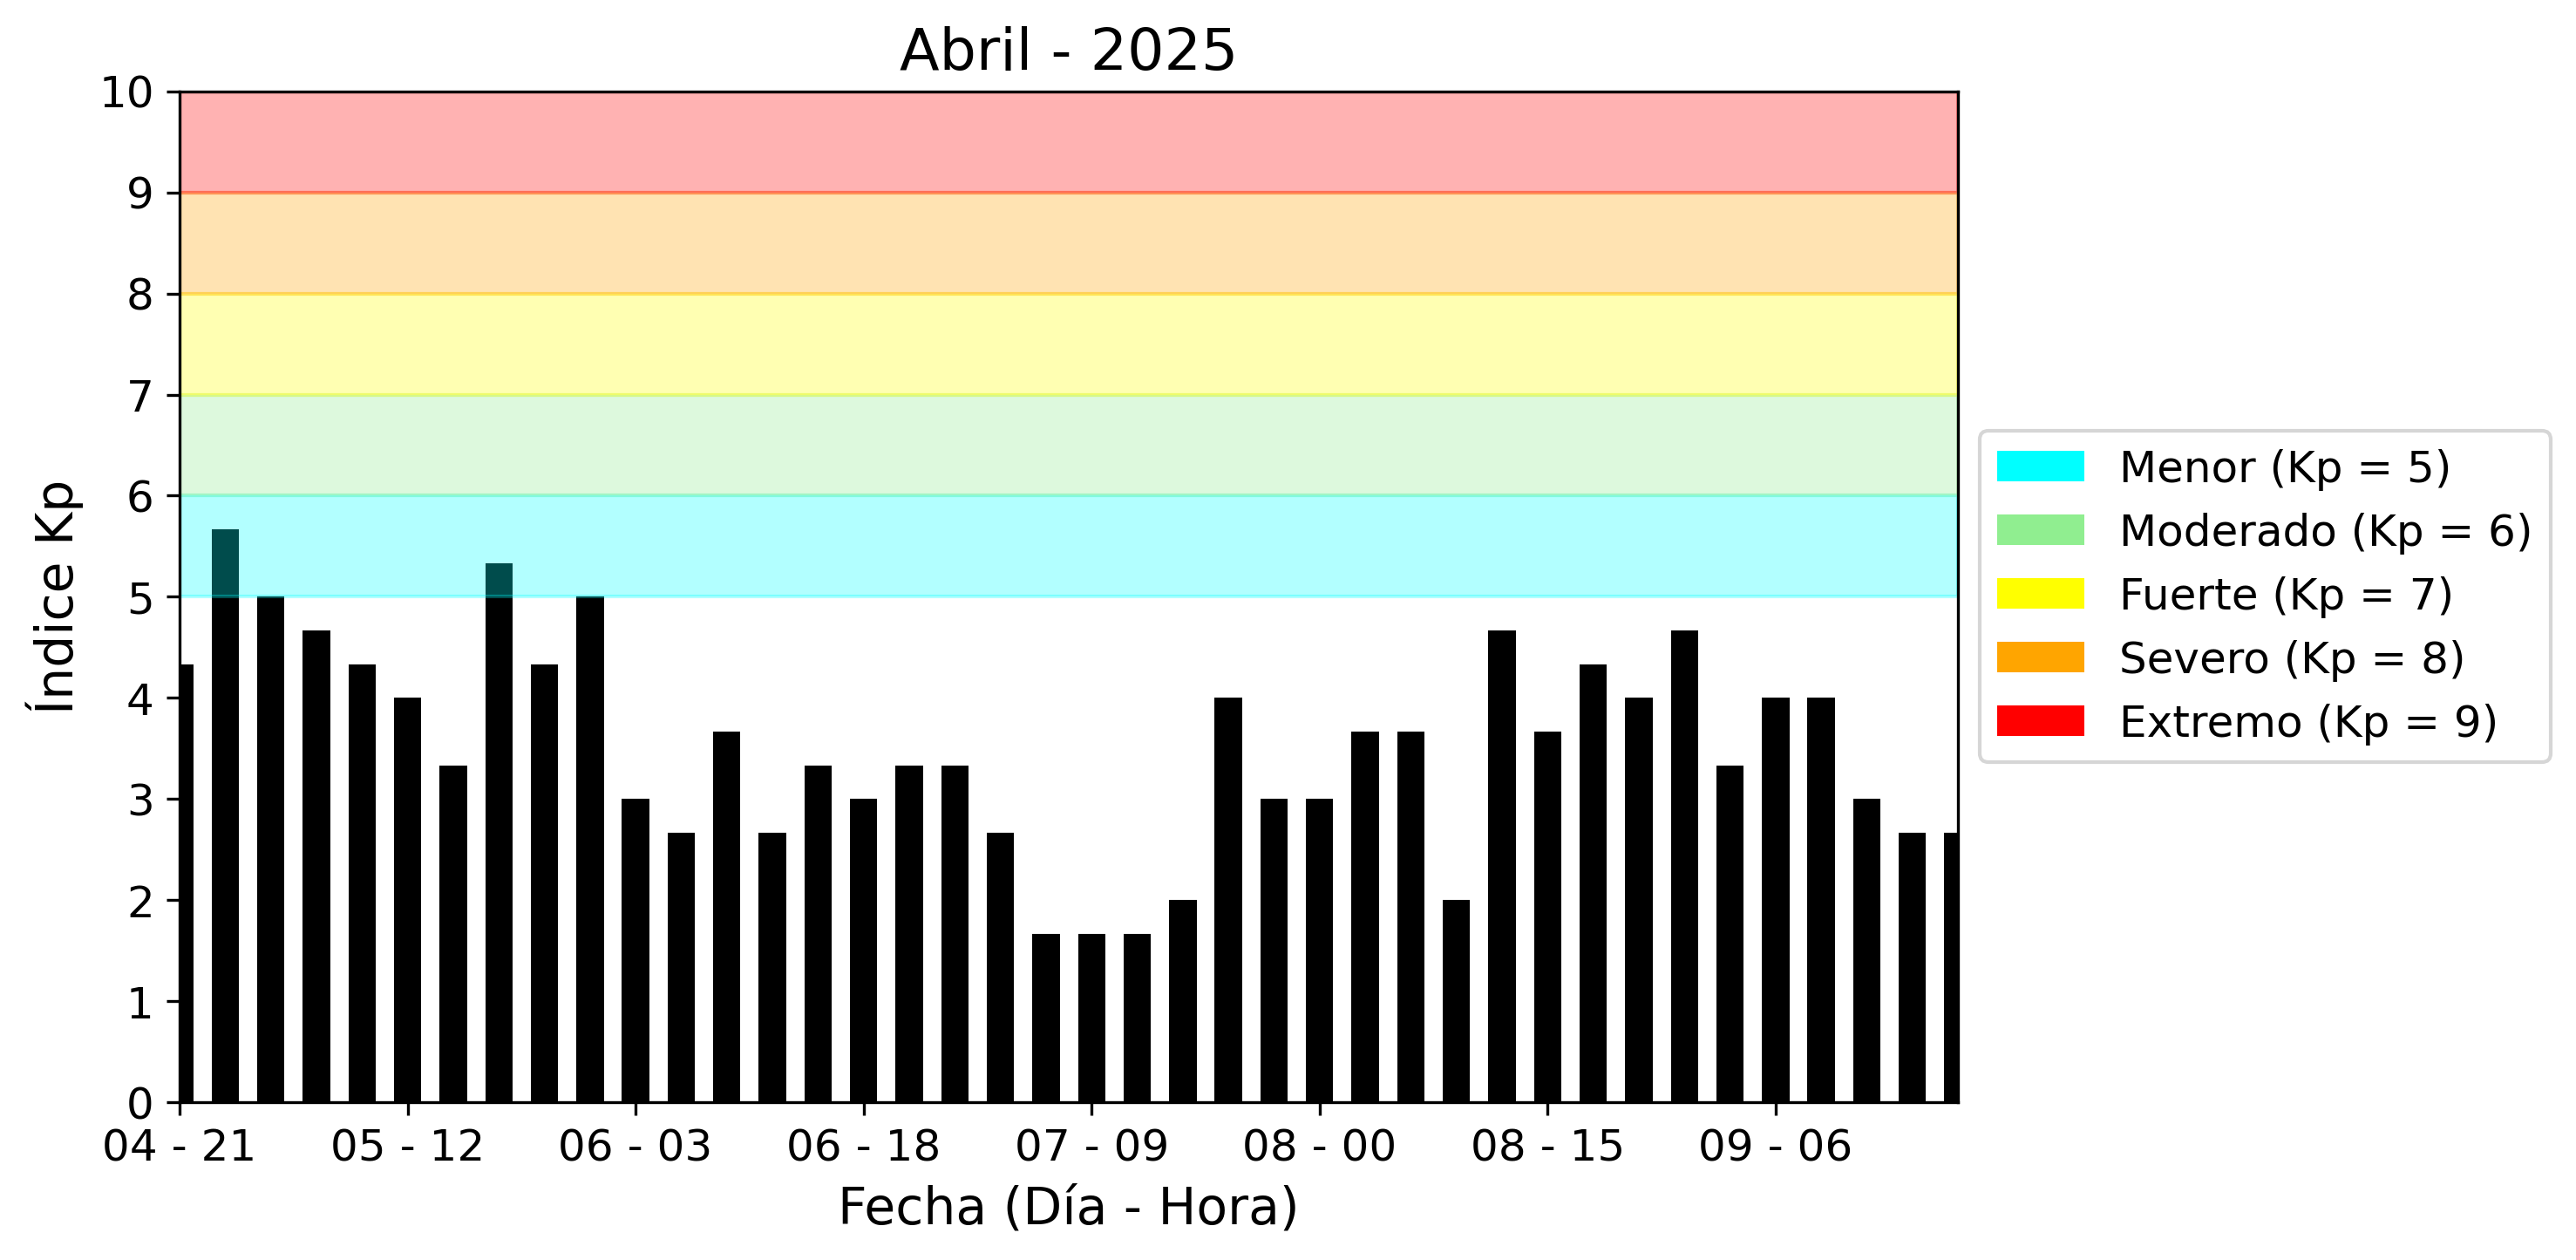 Abril - 2025
10
9
8
7
6
5
4
3
2
1
0
Índice Kp
04 - 21 05 - 12 06 - 03 06 - 18 07 - 09 08 - 00 08 - 15 09 - 06
Fecha (Día - Hora)
Menor (Kp = 5)
Moderado (Kp = 6)
Fuerte (Kp = 7)
Severo (Kp = 8)
Extremo (Kp = 9)